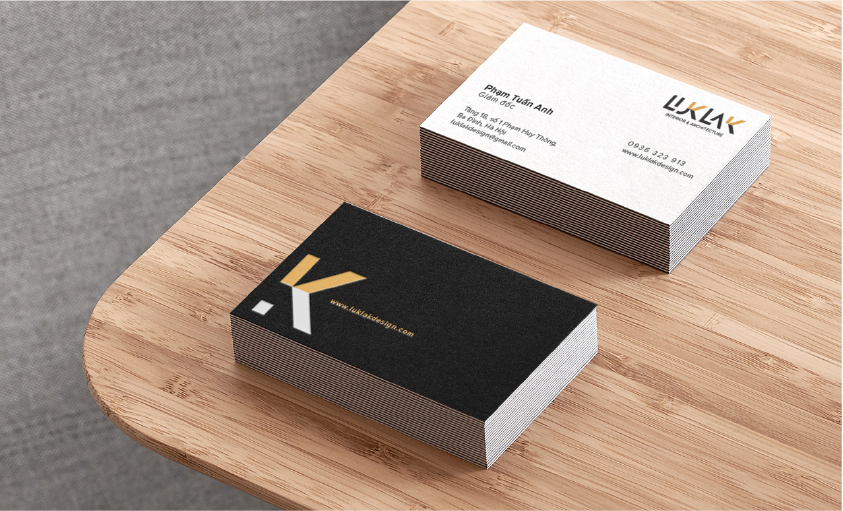 Phạm Tuấn Anh
Giám đốc
Tầng 18, số 1 Phạm Huy Thông,
Ba Đình, Hà Nội
luklakdesign@gmail.com
LUKLAK
INTERIOR & ARCHITECTURE
0936 323 913
www.luklakdesign.com
K
www.luklakdesign.com